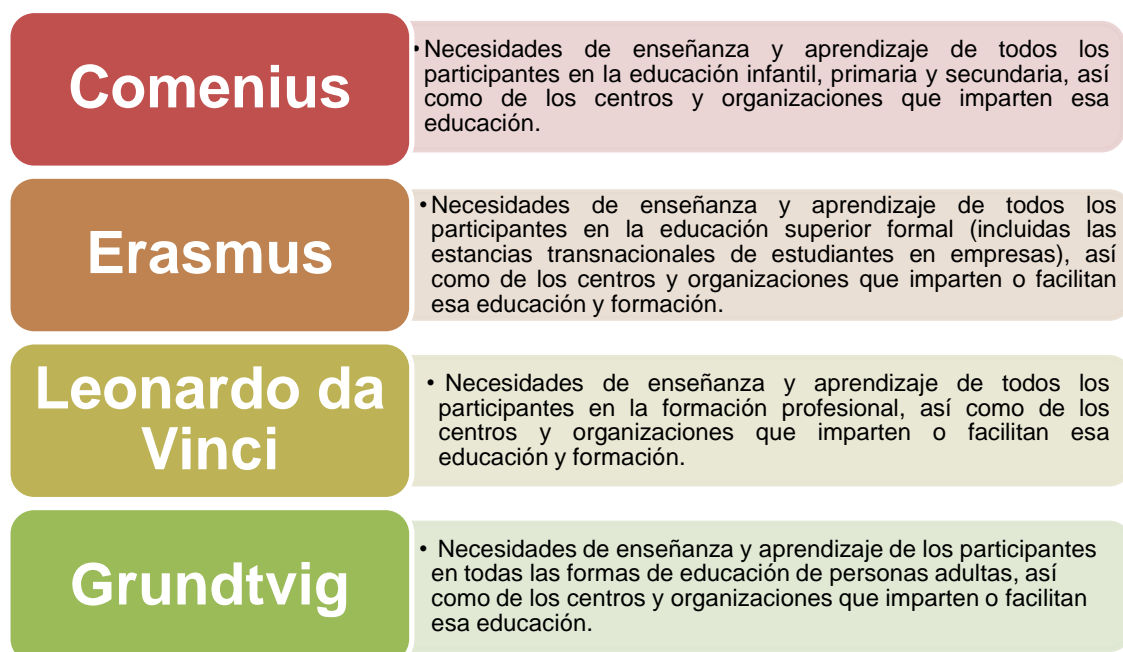 Comenius
•Necesidades de enseñanza y aprendizaje de todos los
participantes en la educación infantil, primaria y secundaria, así
como de los centros y organizaciones que imparten esa
educación.
Erasmus
•Necesidades de enseñanza y aprendizaje de todos los
participantes en la educación superior formal (incluidas las
estancias transnacionales de estudiantes en empresas), así
como de los centros y organizaciones que imparten o facilitan
esa educación y formación.
Leonardo da
Vinci
• Necesidades de enseñanza y aprendizaje de todos los
participantes en la formación profesional, así como de los
centros y organizaciones que imparten o facilitan esa
educación y formación.
Grundtvig
• Necesidades de enseñanza y aprendizaje de los participantes
en todas las formas de educación de personas adultas, así
como de los centros y organizaciones que imparten o facilitan
esa educación.